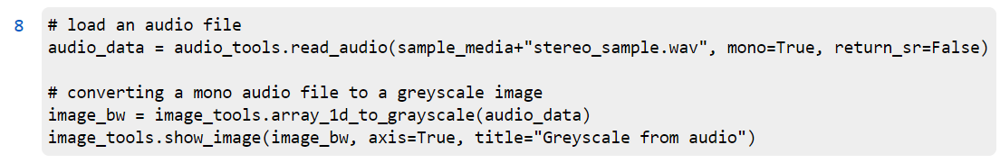 8
# load an audio file
audio_data = audio_tools.read_audio(sample_media+"stereo_sample.wav", mono=True, return_sr=False)
# converting a mono audio file to a greyscale image
image_bw = image_tools.array_1d_to_grayscale(audio_data)
image_tools.show_image(image_bw, axis=True, title="Greyscale from audio")